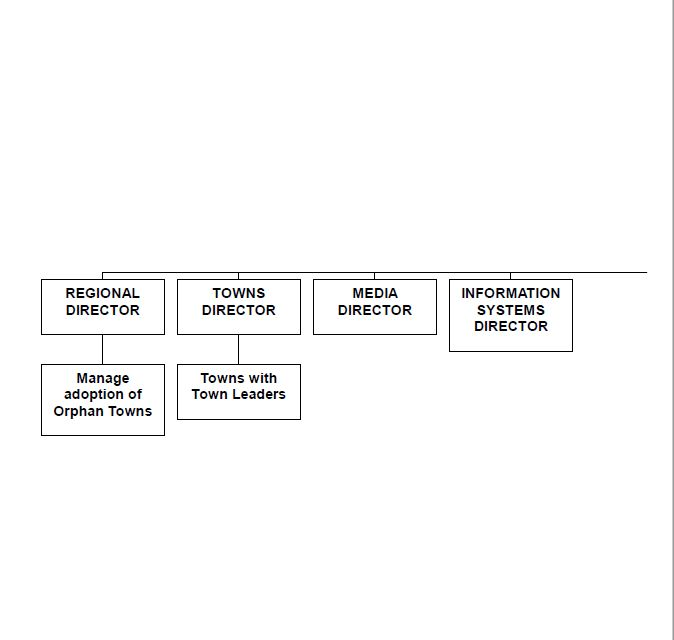 REGIONAL
DIRECTOR
TOWNS
DIRECTOR
MEDIA
DIRECTOR
INFORMATION
SYSTEMS
DIRECTOR
Manage
adoption of
Orphan Towns
Towns with
Town Leaders